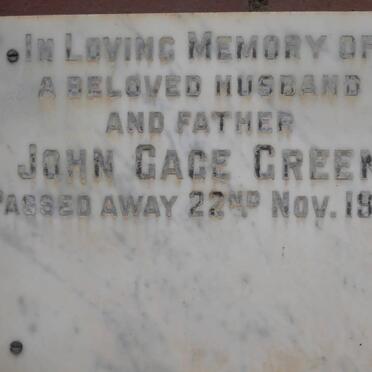 In Loving Memory of
a beloved husband
and father
John Gage Green
Passed away 22nd Nov. 19